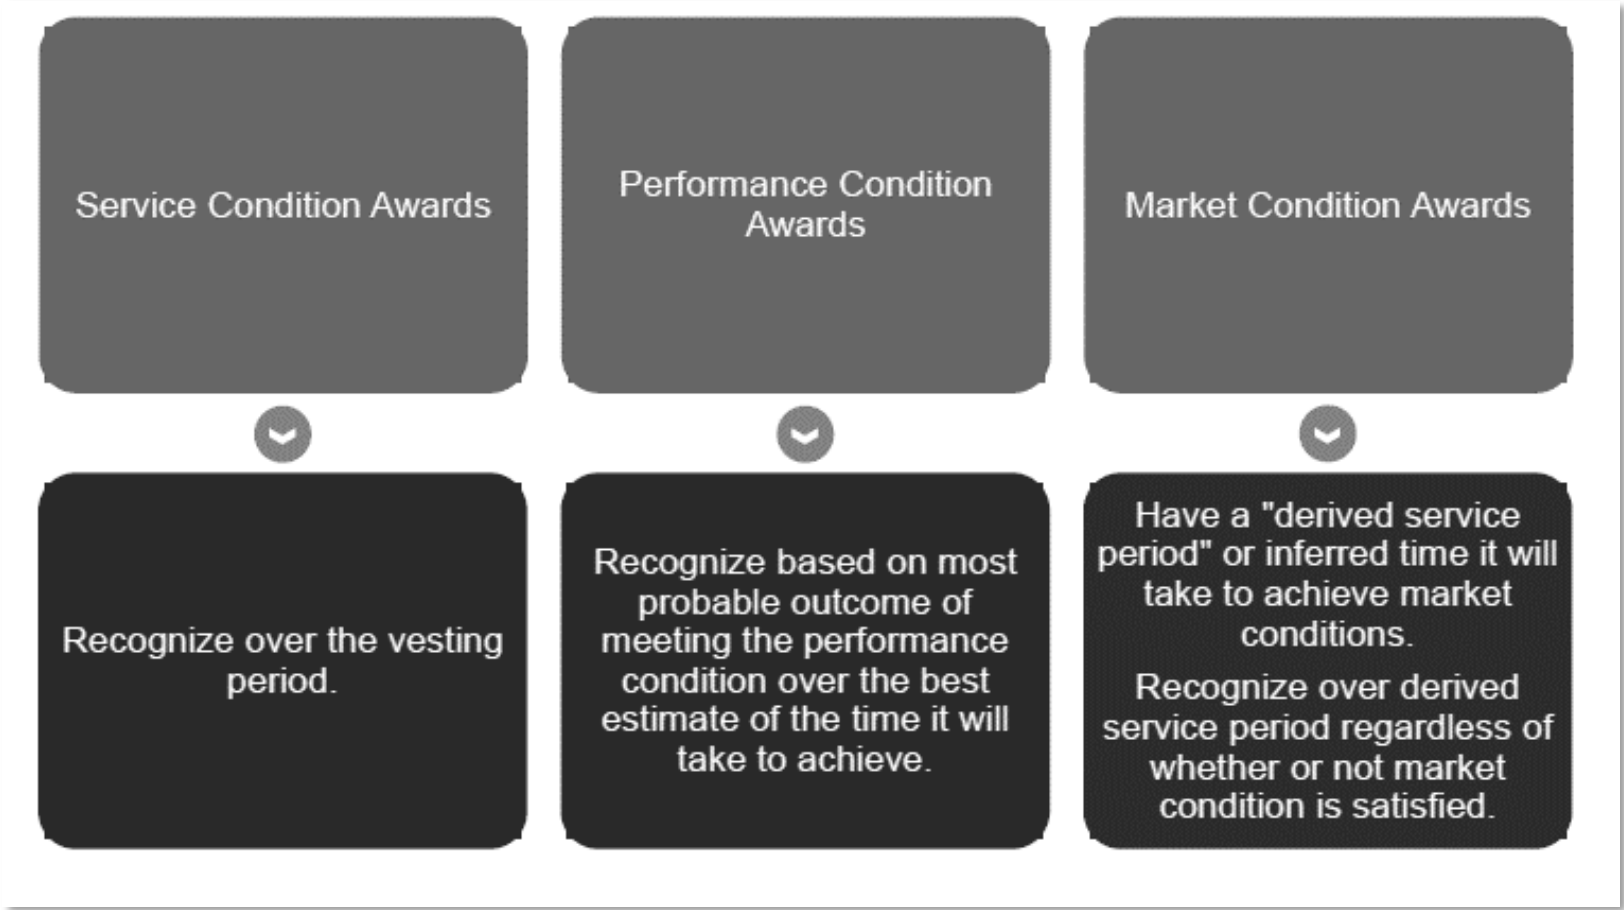 Service Condition Awards
Performance Condition
Awards
Market Condition Awards
Recognize over the vesting
period.
Recognize based on most
probable outcome of
meeting the performance
condition over the best
estimate of the time it will
take to achieve.
Have a "derived service
period" or inferred time it will
take to achieve market
conditions.
Recognize over derived
service period regardless of
whether or not market
condition is satisfied.